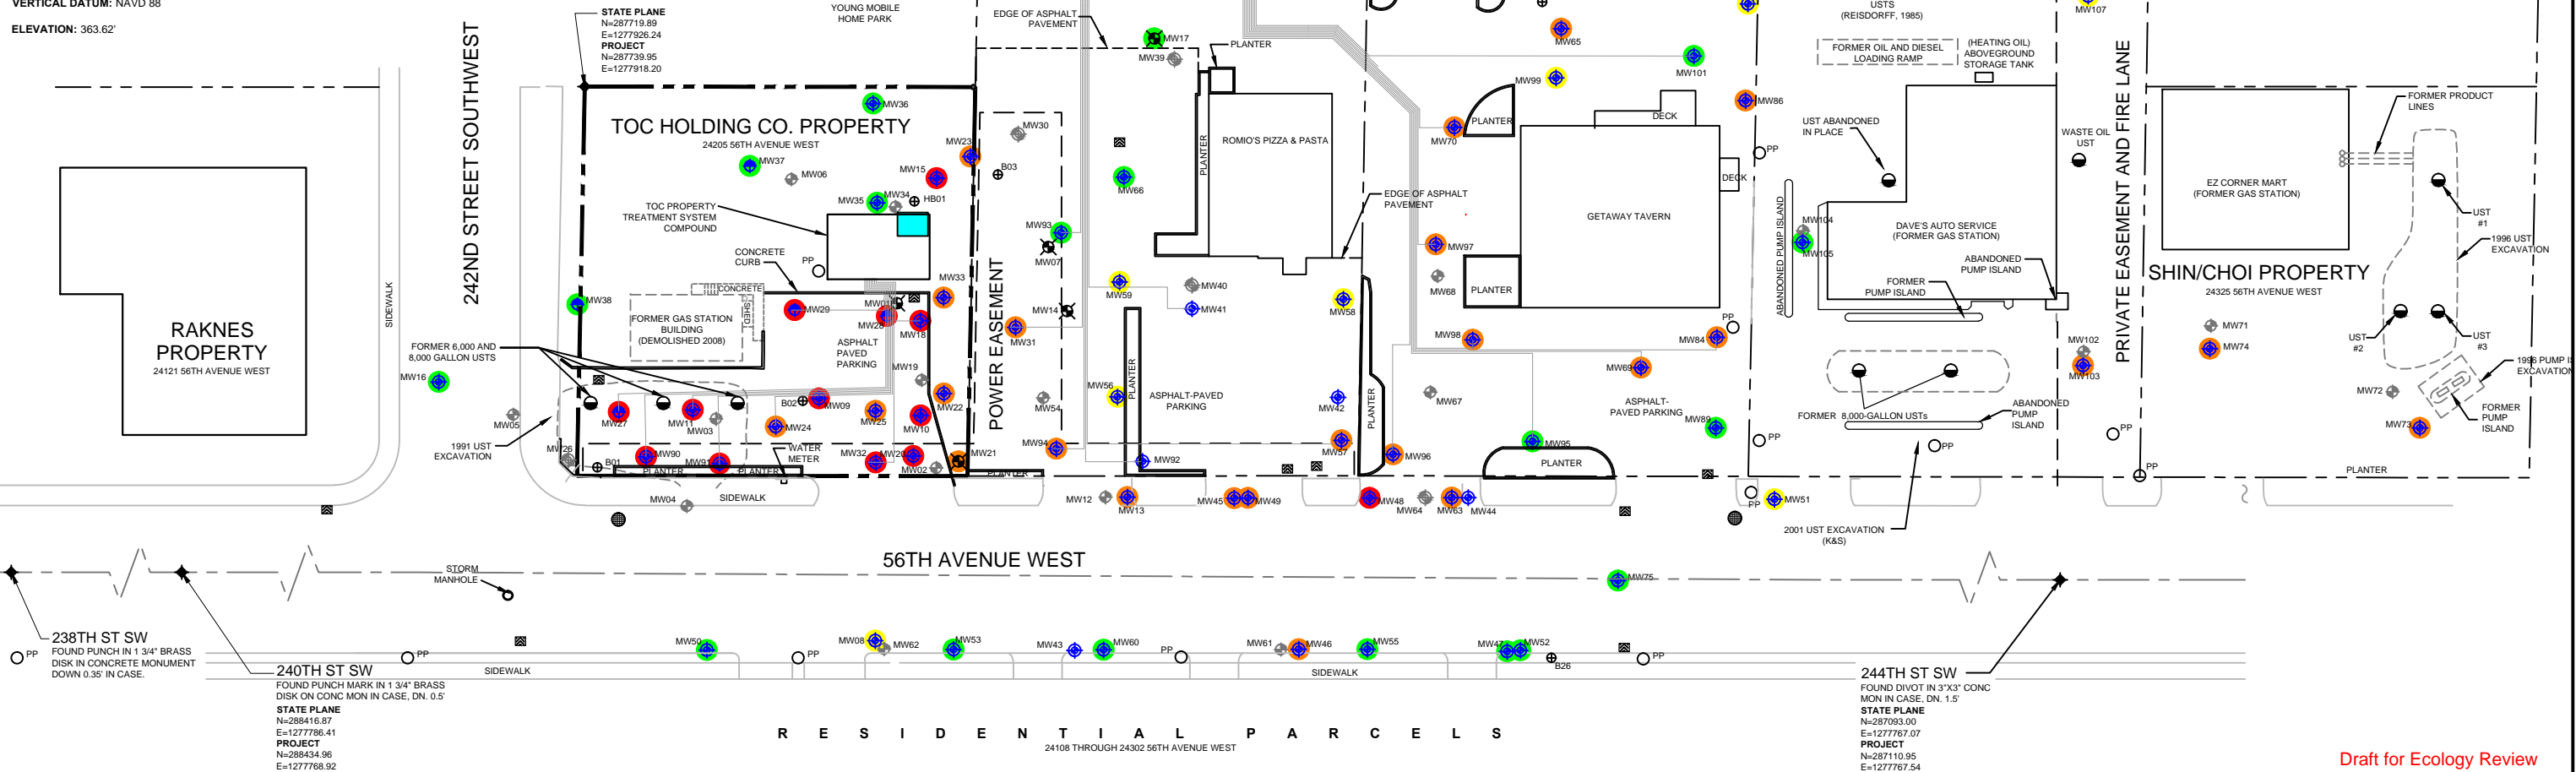 VERTICAL DATUM: NAVD 88
ELEVATION: 363.62'
STATE PLANE
N=287719.89
E=1277926.24
PROJECT
N=287739.95
E=1277918.20
YOUNG MOBILE
HOME PARK
EDGE OF ASPHALT
PAVEMENT
MW17
MW39
PLANTER
MW65
MW99
MW101
USTS
(REISDORFF, 1985)
MW107
FORMER OIL AND DIESEL
LOADING RAMP
(HEATING OIL)
ABOVEGROUND
STORAGE TANK
242ND STREET SOUTHWEST
TOC HOLDING CO. PROPERTY
24205 56TH AVENUE WEST
MW36
MW37
MW06
MW23
MW15
MW30
B03
MW34
MW35
HB01
TOC PROPERTY
TREATMENT SYSTEM
COMPOUND
CONCRETE
CURB
PP
MW33
MW93
MW07
MW66
PLANTER
ROMIO'S PIZZA & PASTA
EDGE OF ASPHALT
PAVEMENT
MW70
PLANTER
DECK
MW86
PP
DECK
GETAWAY TAVERN
MW97
MW68
PLANTER
ABANDONED PUMP ISLAND
UST ABANDONED
IN PLACE
WASTE OIL
UST
MW104
MW105
DAVE'S AUTO SERVICE
(FORMER GAS STATION)
ABANDONED
PUMP ISLAND
FORMER
PUMP ISLAND
PRIVATE EASEMENT AND FIRE LANE
FORMER PRODUCT
LINES
EZ CORNER MART
(FORMER GAS STATION)
UST
#1
1996 UST
EXCAVATION
SHIN/CHOI PROPERTY
24325 56TH AVENUE WEST
SIDEWALK
RAKNES
PROPERTY
24121 56TH AVENUE WEST
MW38
CONCRETE
SHED
FORMER GAS STATION
BUILDING
(DEMOLISHED 2008)
MW29
MW01
MW28
MW18
ASPHALT
PAVED
PARKING
MW19
FORMER 6,000 AND
8,000 GALLON USTS
MW16
MW05
POWER EASEMENT
MW14
MW31
MW59
MW40
MW41
MW58
MW98
MW84
PP
MW69
MW71
MW74
MW102
MW103
UST
#2
UST
#3
MW72
MW73
FORMER
PUMP
ISLAND
B02
MW09
MW22
MW54
MW56
PLANTER
ASPHALT-PAVED
PARKING
MW42
PLANTER
MW67
ASPHALT-
PAVED PARKING
MW89
FORMER 8,000-GALLON USTs
ABANDONED
PUMP
ISLAND
MW27
MW11
MW03
MW24
MW25
MW10
1991 UST
EXCAVATION
MW26
B01
MW90
MW91
PLANTER
PLANTER
WATER
METER
MW32
MW20
MW02
MW21
PLANTER
MW94
MW92
MW57
MW96
MW95
PLANTER
PP
PP
PP
PP
PLANTER
MW04
SIDEWALK
MW12
MW13
MW45
MW49
MW48
MW64
MW63
MW44
PP
MW51
2001 UST EXCAVATION
(K&S)
56TH AVENUE WEST
STORM
MANHOLE
MW75
PP
238TH ST SW
FOUND PUNCH IN 1 3/4" BRASS
DISK IN CONCRETE MONUMENT
DOWN 0.35' IN CASE.
240TH ST SW
FOUND PUNCH MARK IN 1 3/4" BRASS
DISK ON CONC MON IN CASE, DN. 0.5'
STATE PLANE
N=288416.87
E=1277786.41
PROJECT
N=288434.96
E=1277768.92
PP
SIDEWALK
MW50
PP
MW08
MW62
MW53
MW43
MW60
PP
MW61
MW46
MW55
SIDEWALK
MW47
MW52
B26
PP
244TH ST SW
FOUND DIVOT IN 3"X3" CONC
MON IN CASE, DN. 1.5'
STATE PLANE
N=287093.00
E=1277767.07
PROJECT
N=287110.95
E=1277767.54
RESIDENTIAL PARCELS
24108 THROUGH 24302 56TH AVENUE WEST
Draft for Ecology Review